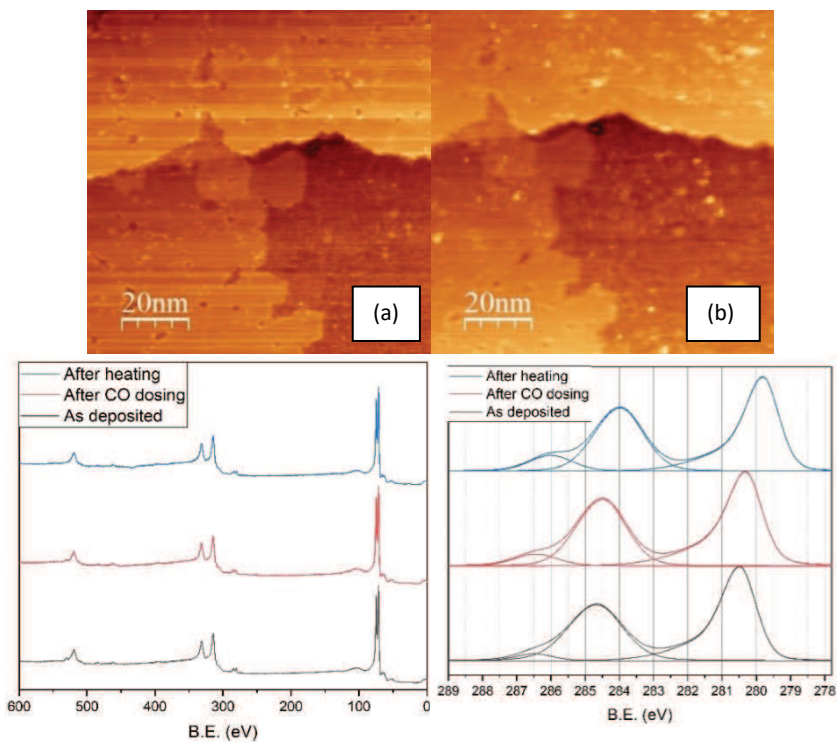 20nm
(a)
20nm
(b)
After heating
After CO dosing
As deposited
600 500 400 300 200 100 0
B.E. (eV)
After heating
After CO dosing
As deposited
289 288 287 286 285 284 283 282 281 280 279 278
B.E. (eV)